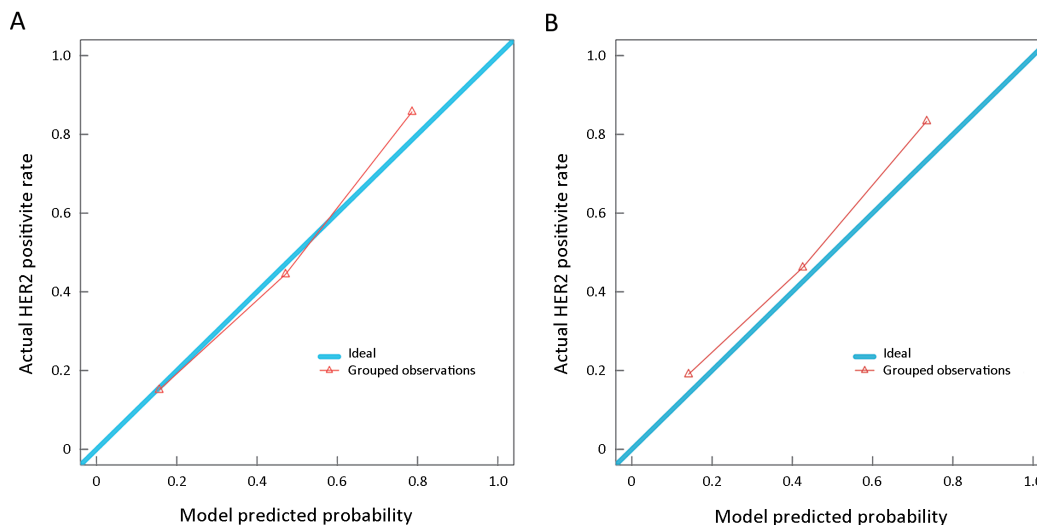 A
1.0
0.8
0.6
0.4
0.2
0
Actual HER2 positivite rate
Ideal
Grouped observations
0 0.2 0.4 0.6 0.8 1.0
Model predicted probability
B
1.0
0.8
0.6
0.4
0.2
0
Actual HER2 positivite rate
Ideal
Grouped observations
0 0.2 0.4 0.6 0.8 1.0
Model predicted probability